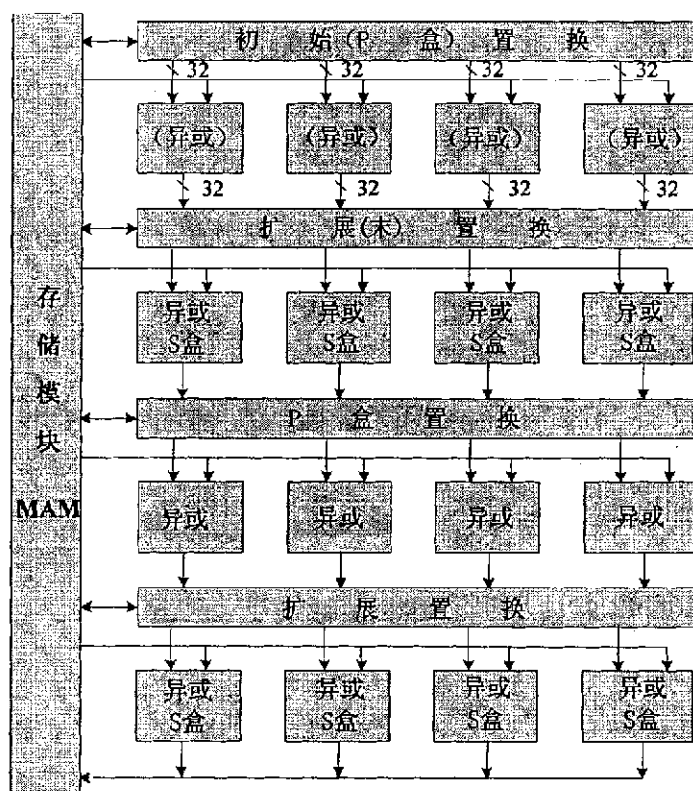 初 始(P 盒) 置 换
32 32 32 32
(异或) (异或) (异或) (异或)
32 32 32 32
扩 展(末) 置 换
异或 异或 异或 异或
S盒 S盒 S盒 S盒
P 盒 置 换
异或 异或 异或 异或
扩 展 置 换
异或 异或 异或 异或
S盒 S盒 S盒 S盒
存
储
模
块
MAM